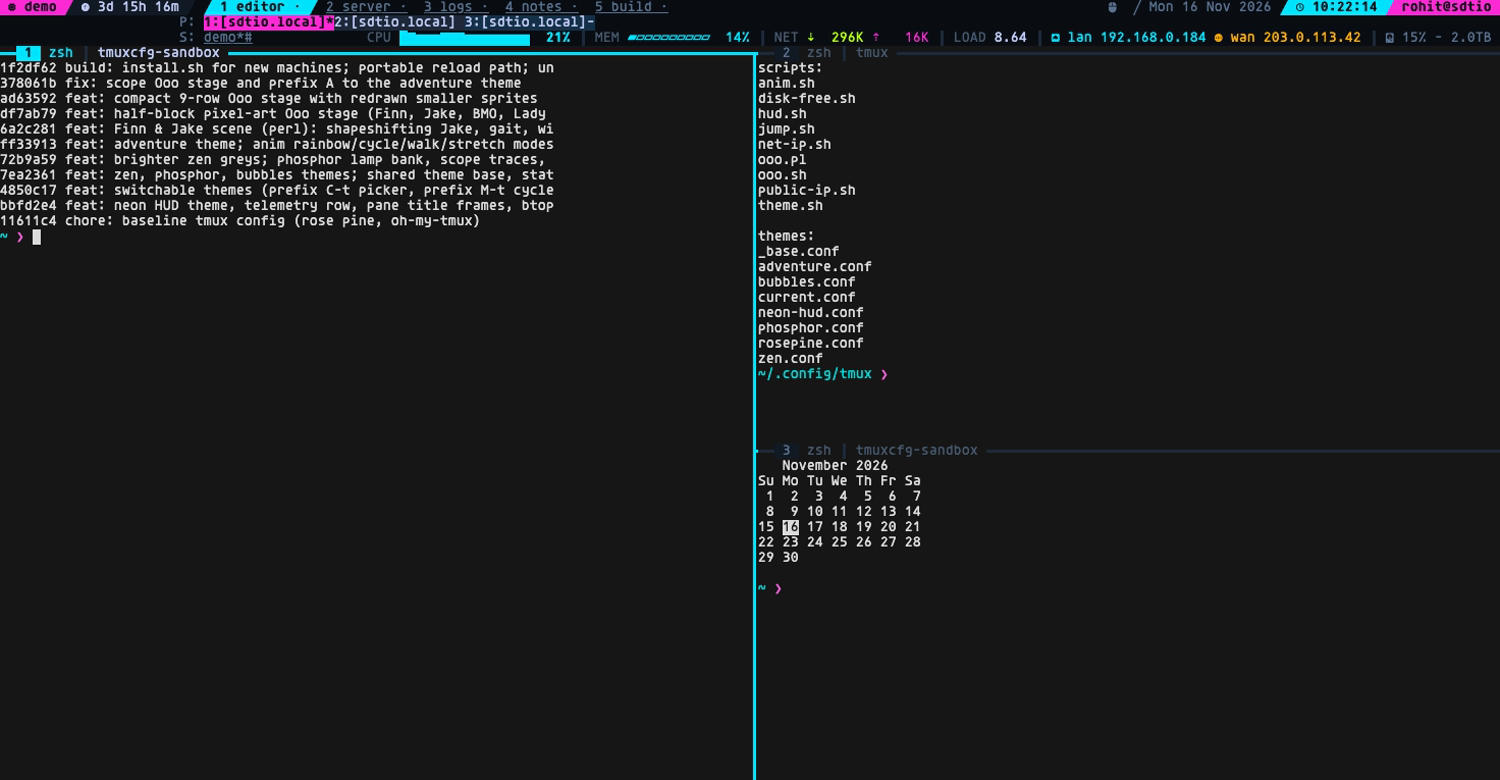 demo 3d 15h 16m 1 editor · 2 server · 3 logs · 4 notes · 5 build · / Mon 16 Nov 2026 10:22:14 rohit@sdtio
P: 1:[sdtio.local]*2:[sdtio.local] 3:[sdtio.local]-
S: demo*# CPU 21% | MEM 14% | NET ↓ 296K ↑ 16K | LOAD 8.64 | lan 192.168.0.184 wan 203.0.113.42 | 15% - 2.0TB
1 zsh | tmuxcfg-sandbox
1f2df62 build: install.sh for new machines; portable reload path; un
378061b fix: scope Ooo stage and prefix A to the adventure theme
ad63592 feat: compact 9-row Ooo stage with redrawn smaller sprites
df7ab79 feat: half-block pixel-art Ooo stage (Finn, Jake, BMO, Lady
6a2c281 feat: Finn & Jake scene (perl): shapeshifting Jake, gait, wi
ff33913 feat: adventure theme; anim rainbow/cycle/walk/stretch modes
72b9a59 feat: brighter zen greys; phosphor lamp bank, scope traces,
7ea2361 feat: zen, phosphor, bubbles themes; shared theme base, stat
4850c17 feat: switchable themes (prefix C-t picker, prefix M-t cycle
bbfd2e4 feat: neon HUD theme, telemetry row, pane title frames, btop
11611c4 chore: baseline tmux config (rose pine, oh-my-tmux)
~ ❯
2 zsh | tmux
scripts:
anim.sh
disk-free.sh
hud.sh
jump.sh
net-ip.sh
ooo.pl
ooo.sh
public-ip.sh
theme.sh
themes:
_base.conf
adventure.conf
bubbles.conf
current.conf
neon-hud.conf
phosphor.conf
rosepine.conf
zen.conf
~/.config/tmux ❯
3 zsh | tmuxcfg-sandbox
November 2026
Su Mo Tu We Th Fr Sa
1 2 3 4 5 6 7
8 9 10 11 12 13 14
15 16 17 18 19 20 21
22 23 24 25 26 27 28
29 30
~ ❯